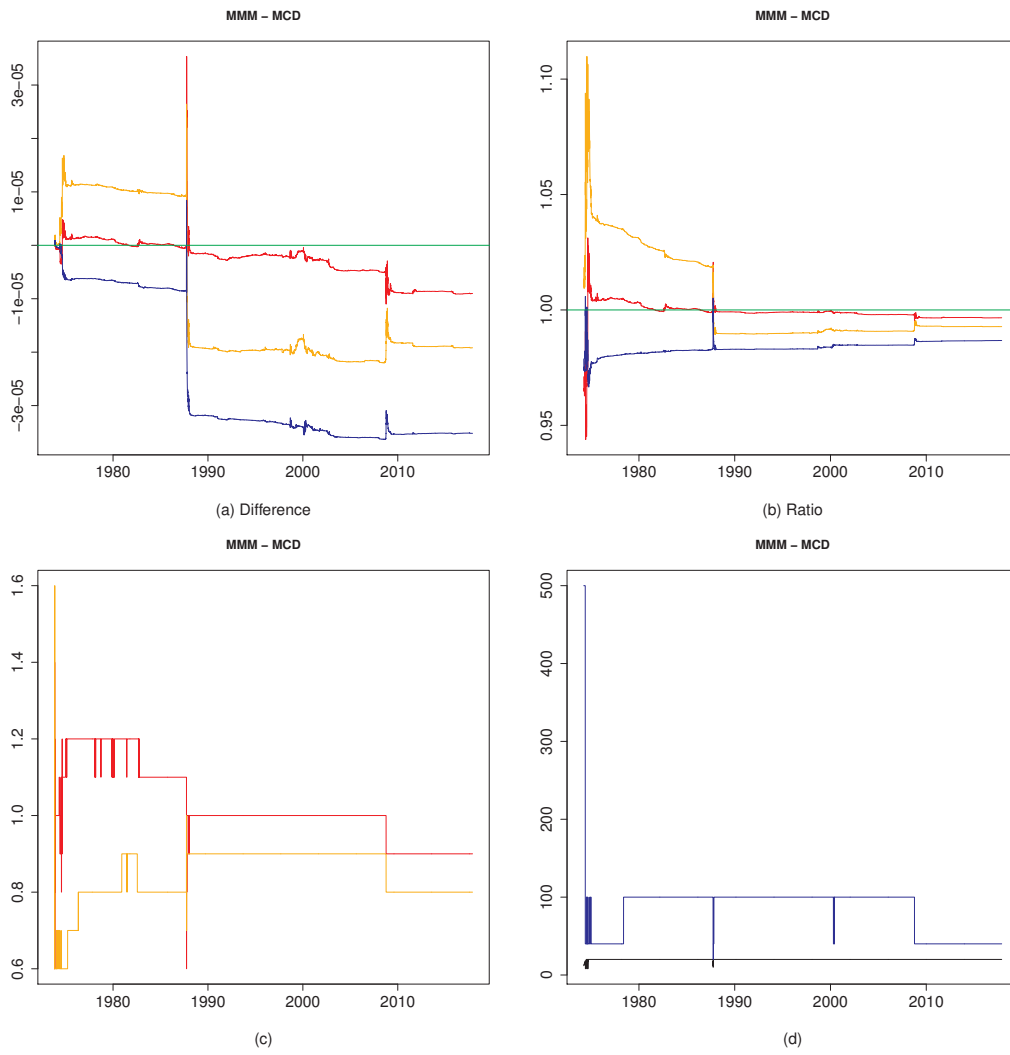 MMM − MCD
3e−05
1e−05
−1e−05
−3e−05
1980 1990 2000 2010
(a) Difference
MMM − MCD
1.10
1.05
1.00
0.95
1980 1990 2000 2010
(b) Ratio
MMM − MCD
1.6
1.4
1.2
1.0
0.8
0.6
1980 1990 2000 2010
(c)
MMM − MCD
500
400
300
200
100
0
1980 1990 2000 2010
(d)